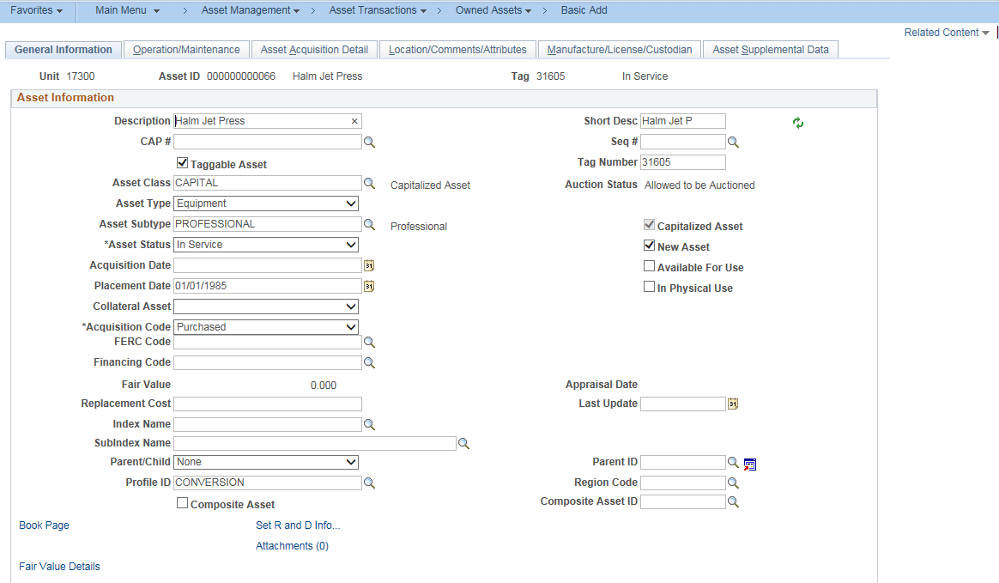 Favorites Main Menu > Asset Management > Asset Transactions > Owned Assets > Basic Add
Related Content
General Information Operation/Maintenance Asset Acquisition Detail Location/Comments/Attributes Manufacture/License/Custodian Asset Supplemental Data
Unit 17300 Asset ID 000000000066 Halm Jet Press Tag 31605 In Service
Asset Information
Description Halm Jet Press × Short Desc Halm Jet P
CAP # Seq #
Taggable Asset Tag Number 31605
Asset Class CAPITAL Capitalized Asset Auction Status Allowed to be Auctioned
Asset Type Equipment
Asset Subtype PROFESSIONAL Professional Capitalized Asset
*Asset Status In Service New Asset
Acquisition Date 31 Available For Use
Placement Date 01/01/1985 31 In Physical Use
Collateral Asset
*Acquisition Code Purchased
FERC Code
Financing Code
Fair Value 0.000 Appraisal Date
Replacement Cost Last Update 31
Index Name
SubIndex Name
Parent/Child None Parent ID
Profile ID CONVERSION Region Code
Composite Asset Composite Asset ID
Book Page Set R and D Info...
Attachments (0)
Fair Value Details